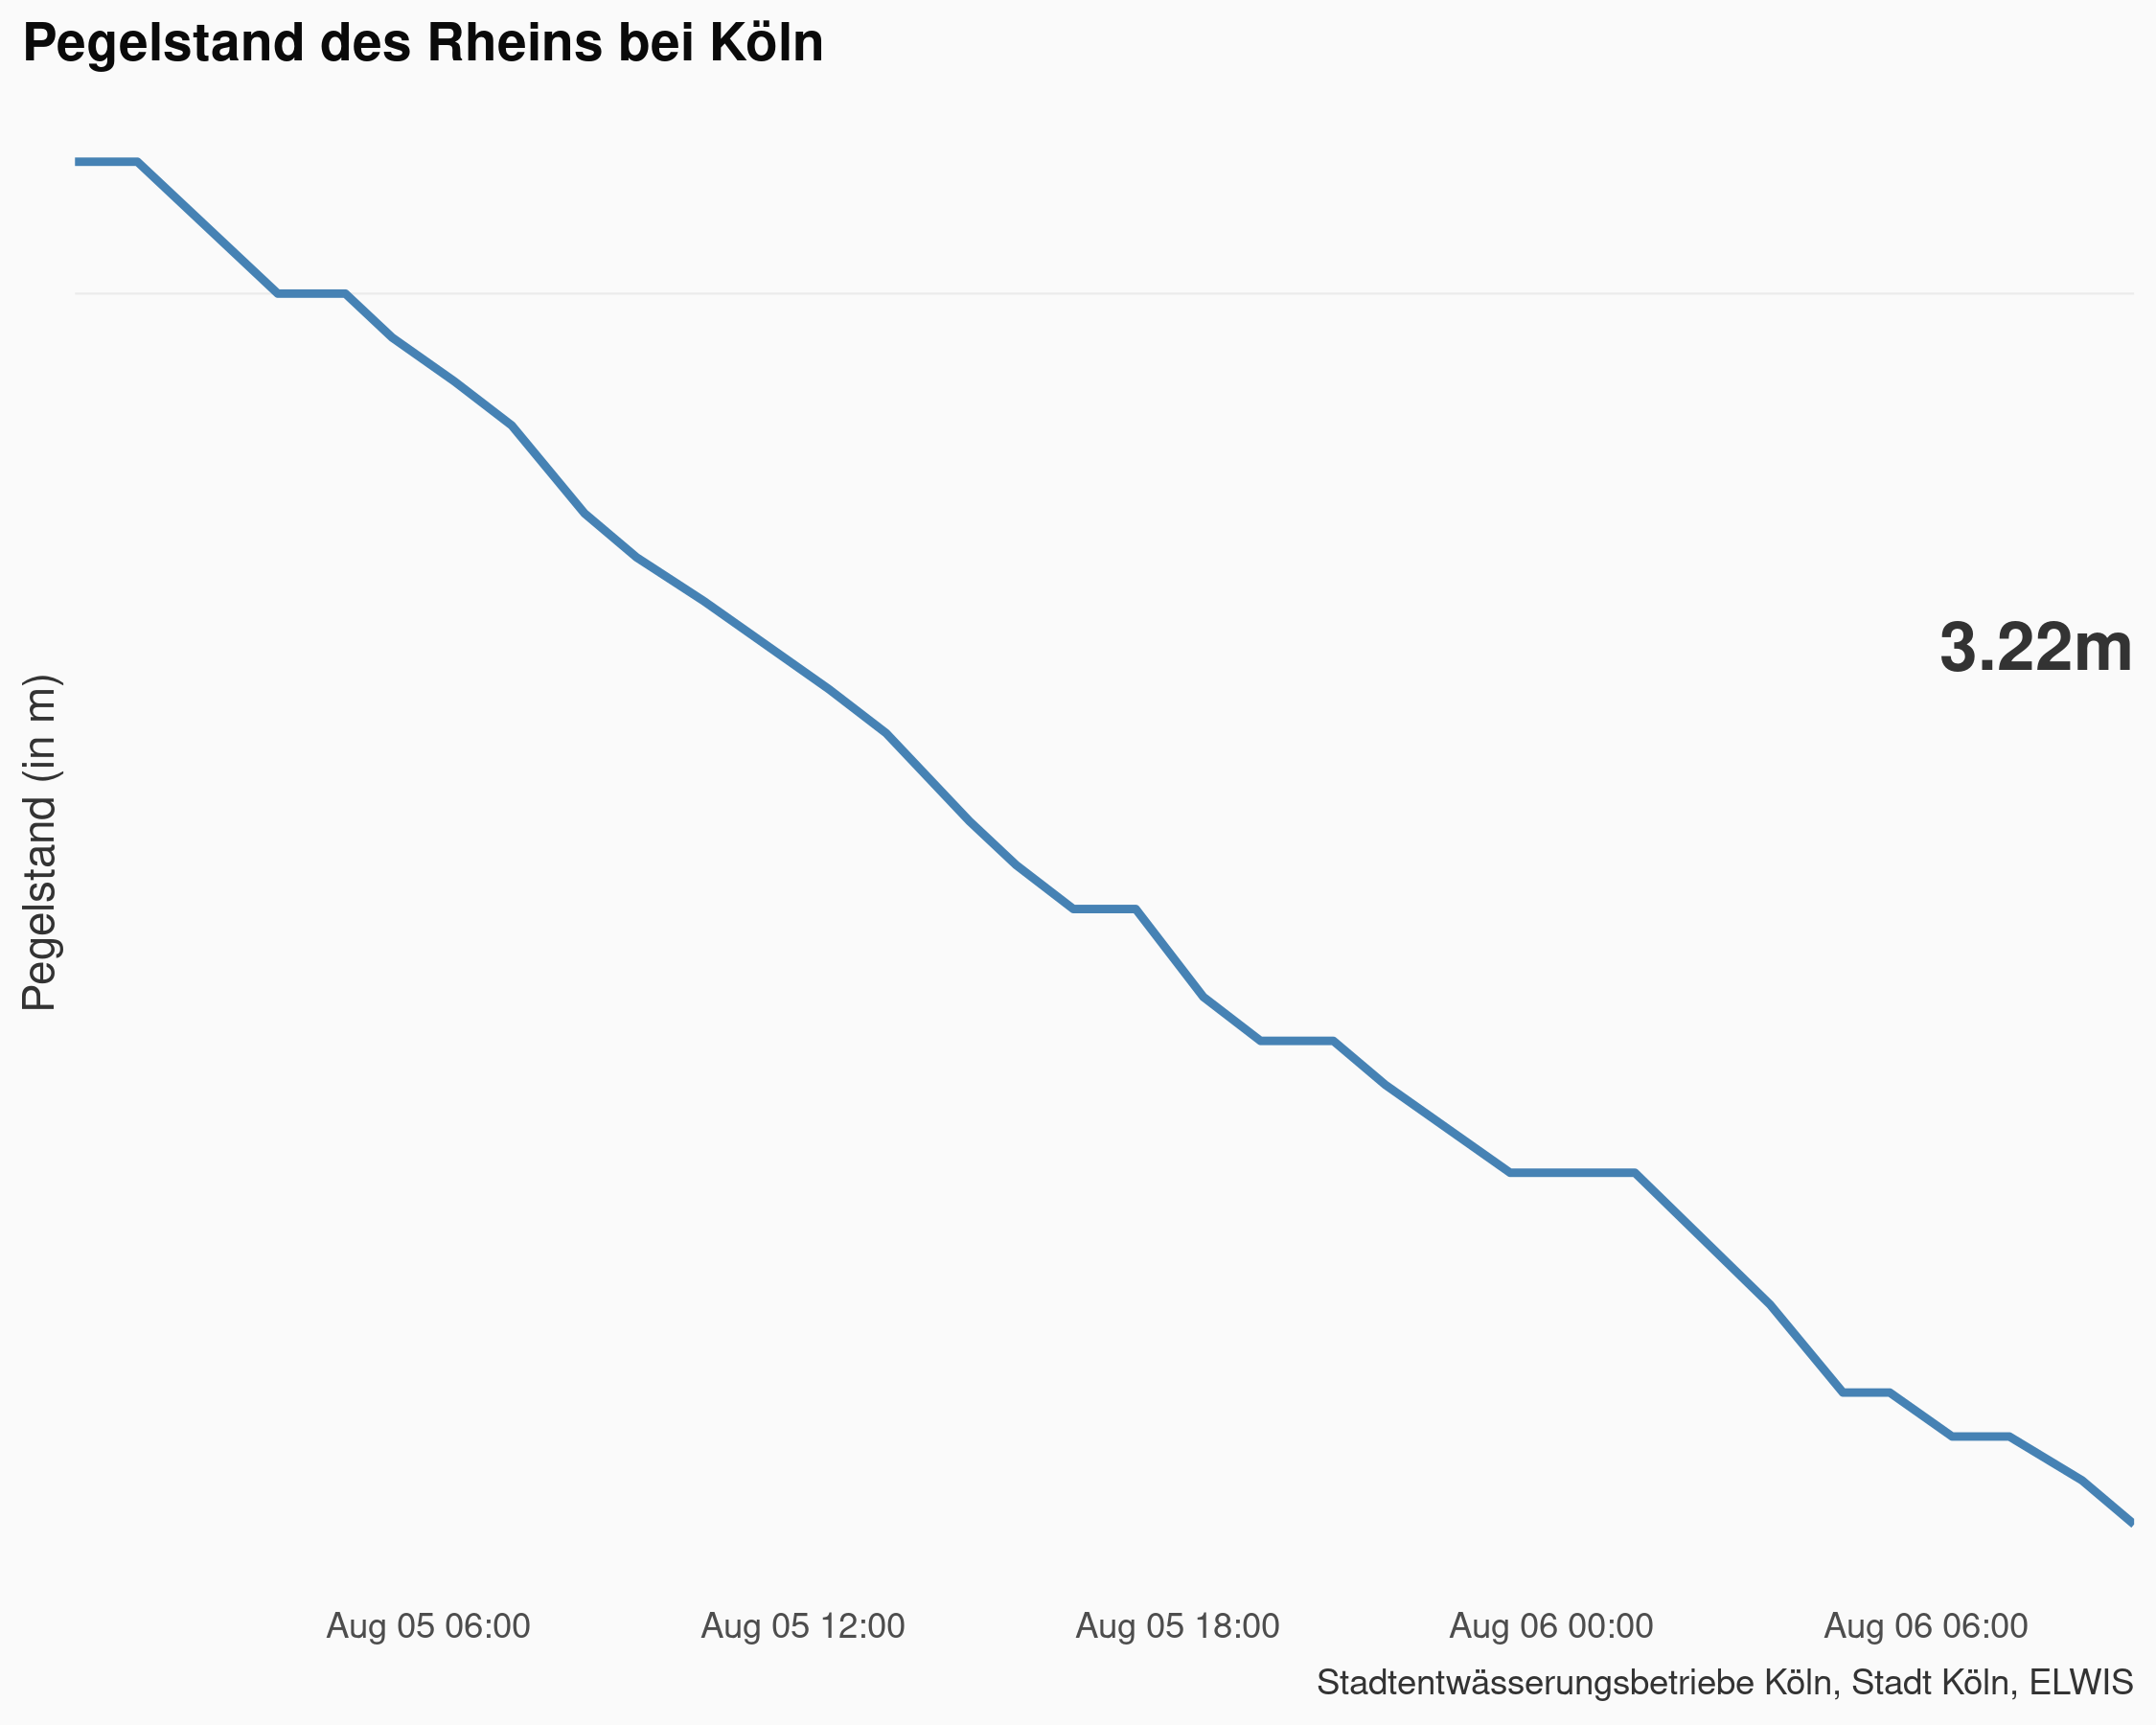 Pegelstand des Rheins bei Köln
Pegelstand (in m)
3.22m
Aug 05 06:00
Aug 05 12:00
Aug 05 18:00
Aug 06 00:00
Aug 06 06:00
Stadtentwässerungsbetriebe Köln, Stadt Köln, ELWIS